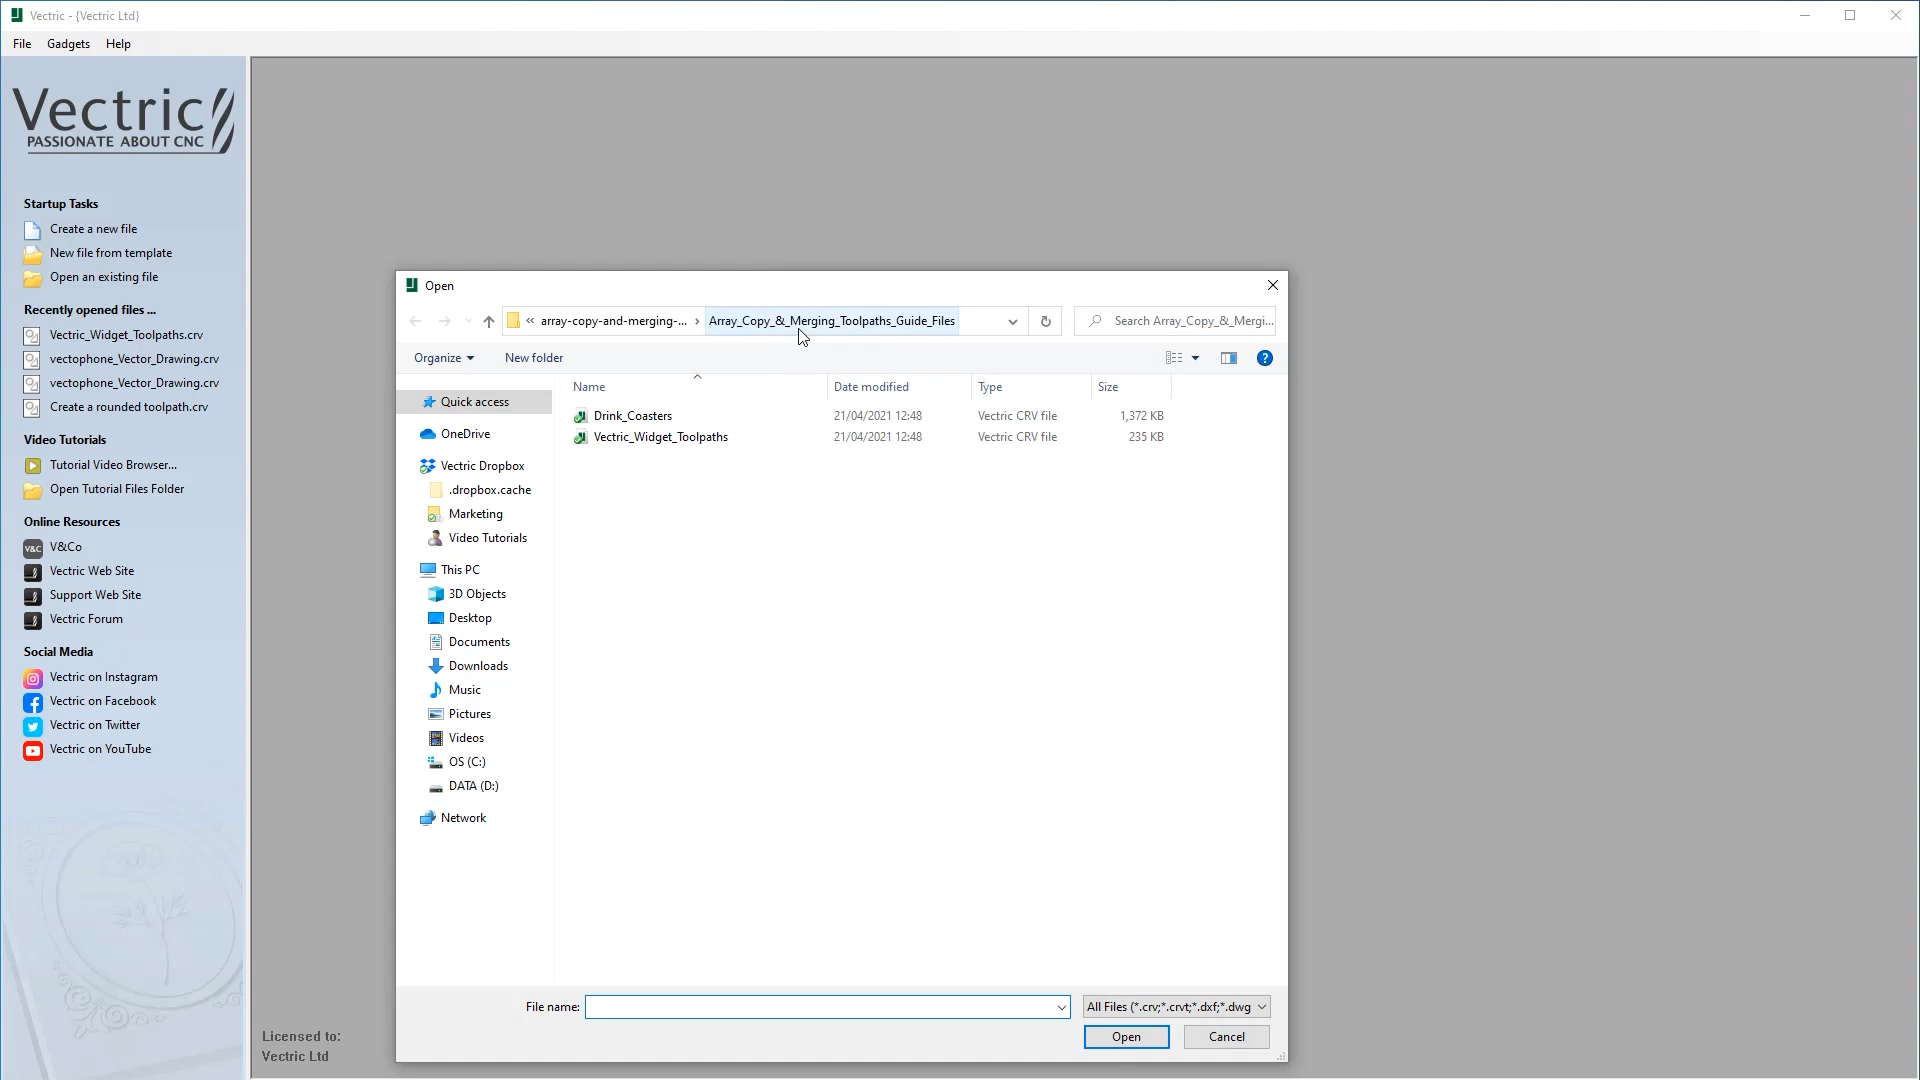 Vectric - {Vectric Ltd}
File Gadgets Help
Vectric
PASSIONATE ABOUT CNC
Startup Tasks
Create a new file
New file from template
Open an existing file
Recently opened files ...
Vectric_Widget_Toolpaths.crv
vectophone_Vector_Drawing.crv
vectophone_Vector_Drawing.crv
Create a rounded toolpath.crv
Video Tutorials
Tutorial Video Browser...
Open Tutorial Files Folder
Online Resources
V&C V&Co
Vectric Web Site
Support Web Site
Vectric Forum
Social Media
Vectric on Instagram
Vectric on Facebook
Vectric on Twitter
Vectric on YouTube
Licensed to:
Vectric Ltd
Open
« array-copy-and-merging-... › Array_Copy_&_Merging_Toolpaths_Guide_Files
Search Array_Copy_&_Mergi...
Organize New folder
Quick access
OneDrive
Vectric Dropbox
.dropbox.cache
Marketing
Video Tutorials
This PC
3D Objects
Desktop
Documents
Downloads
Music
Pictures
Videos
OS (C:)
DATA (D:)
Network
Name Date modified Type Size
Drink_Coasters 21/04/2021 12:48 Vectric CRV file 1,372 KB
Vectric_Widget_Toolpaths 21/04/2021 12:48 Vectric CRV file 235 KB
File name: All Files (*.crv;*.crvt;*.dxf;*.dwg
Open Cancel